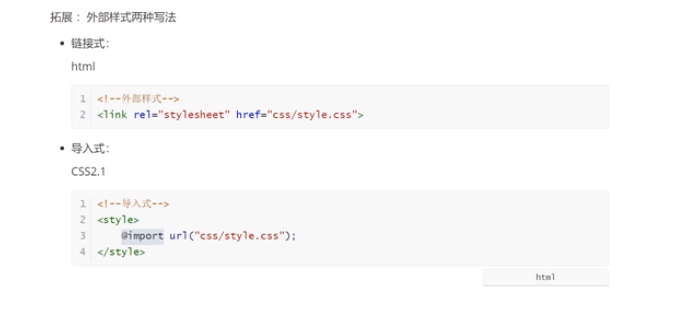 拓展：外部样式两种写法
链接式：
html
1 <!--外部样式-->
2 <link rel="stylesheet" href="css/style.css">
导入式：
CSS2.1
1 <!--导入式-->
2 <style>
3 @import url("css/style.css");
4 </style>
html